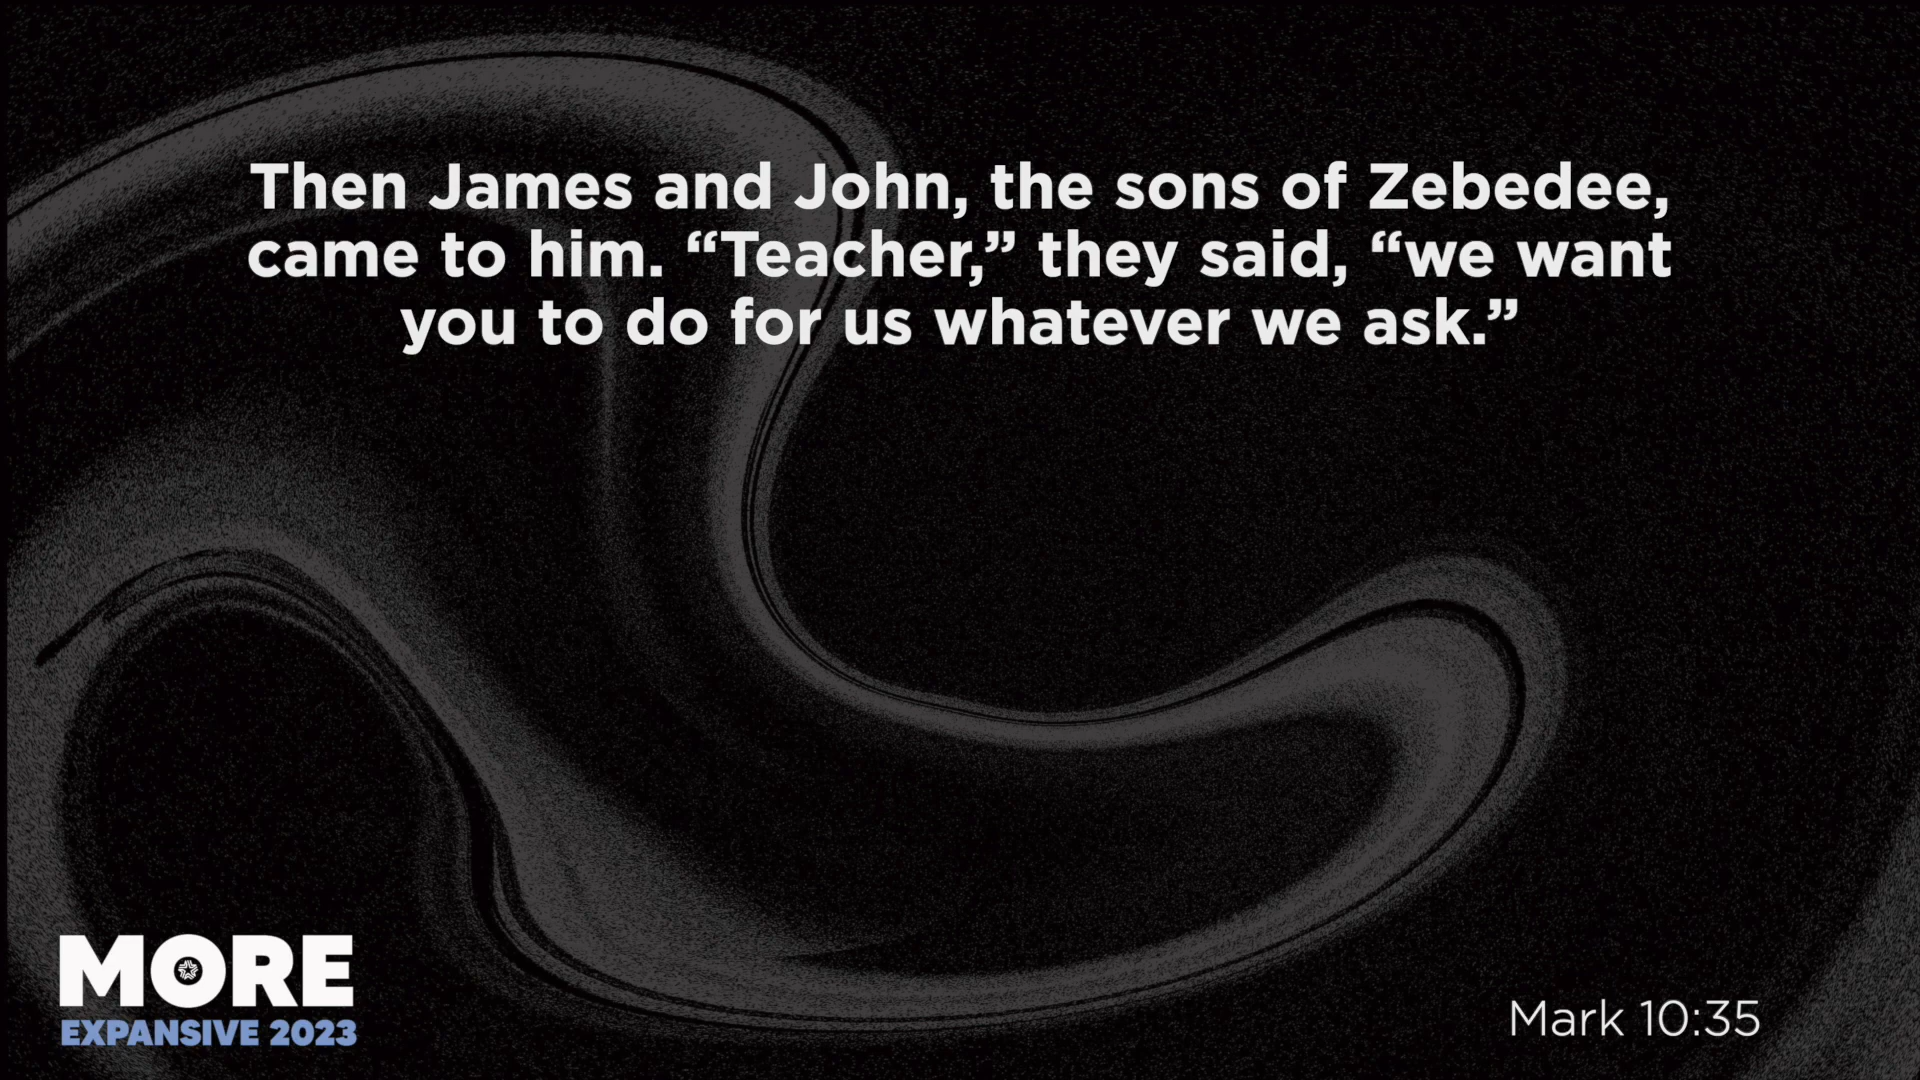 Then James and John, the sons of Zebedee,
came to him. “Teacher,” they said, “we want
you to do for us whatever we ask.”
MORE
EXPANSIVE 2023
Mark 10:35